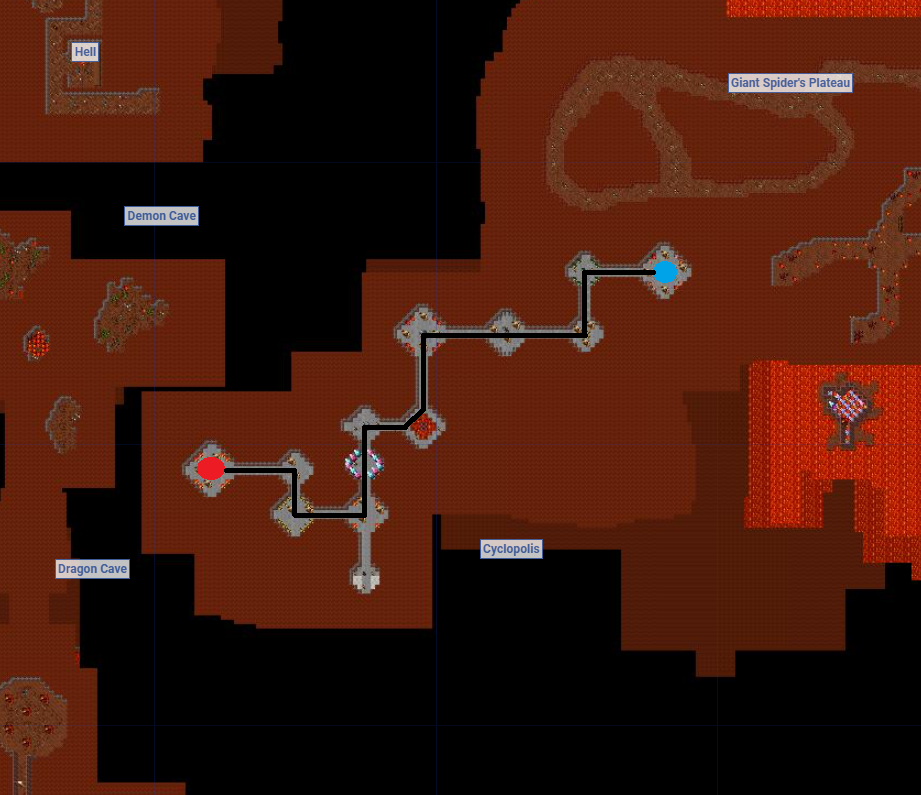 Hell
Giant Spider's Plateau
Demon Cave
Cyclopolis
Dragon Cave